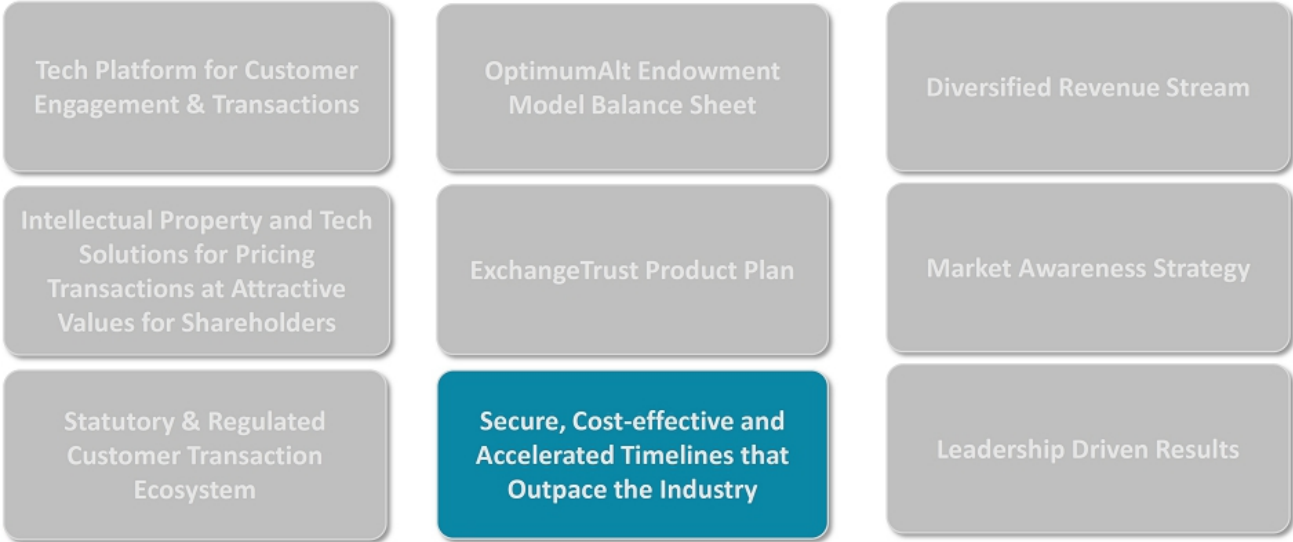 Tech Platform for Customer
Engagement & Transactions
OptimumAlt Endowment
Model Balance Sheet
Diversified Revenue Stream
Intellectual Property and Tech
Solutions for Pricing
Transactions at Attractive
Values for Shareholders
ExchangeTrust Product Plan
Market Awareness Strategy
Statutory & Regulated
Customer Transaction
Ecosystem
Secure, Cost-effective and
Accelerated Timelines that
Outpace the Industry
Leadership Driven Results